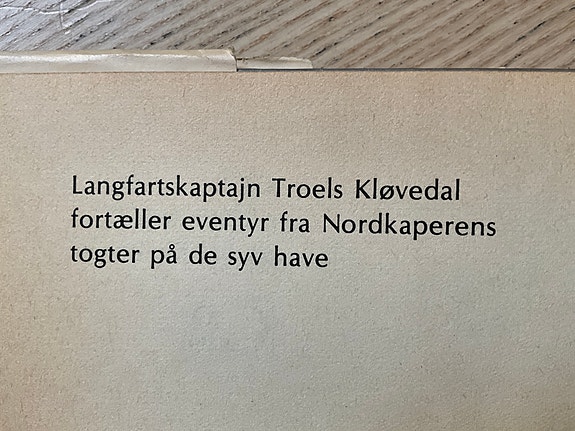 Langfartskaptajn Troels Kløvedal
fortæller eventyr fra Nordkaperens
togter på de syv have